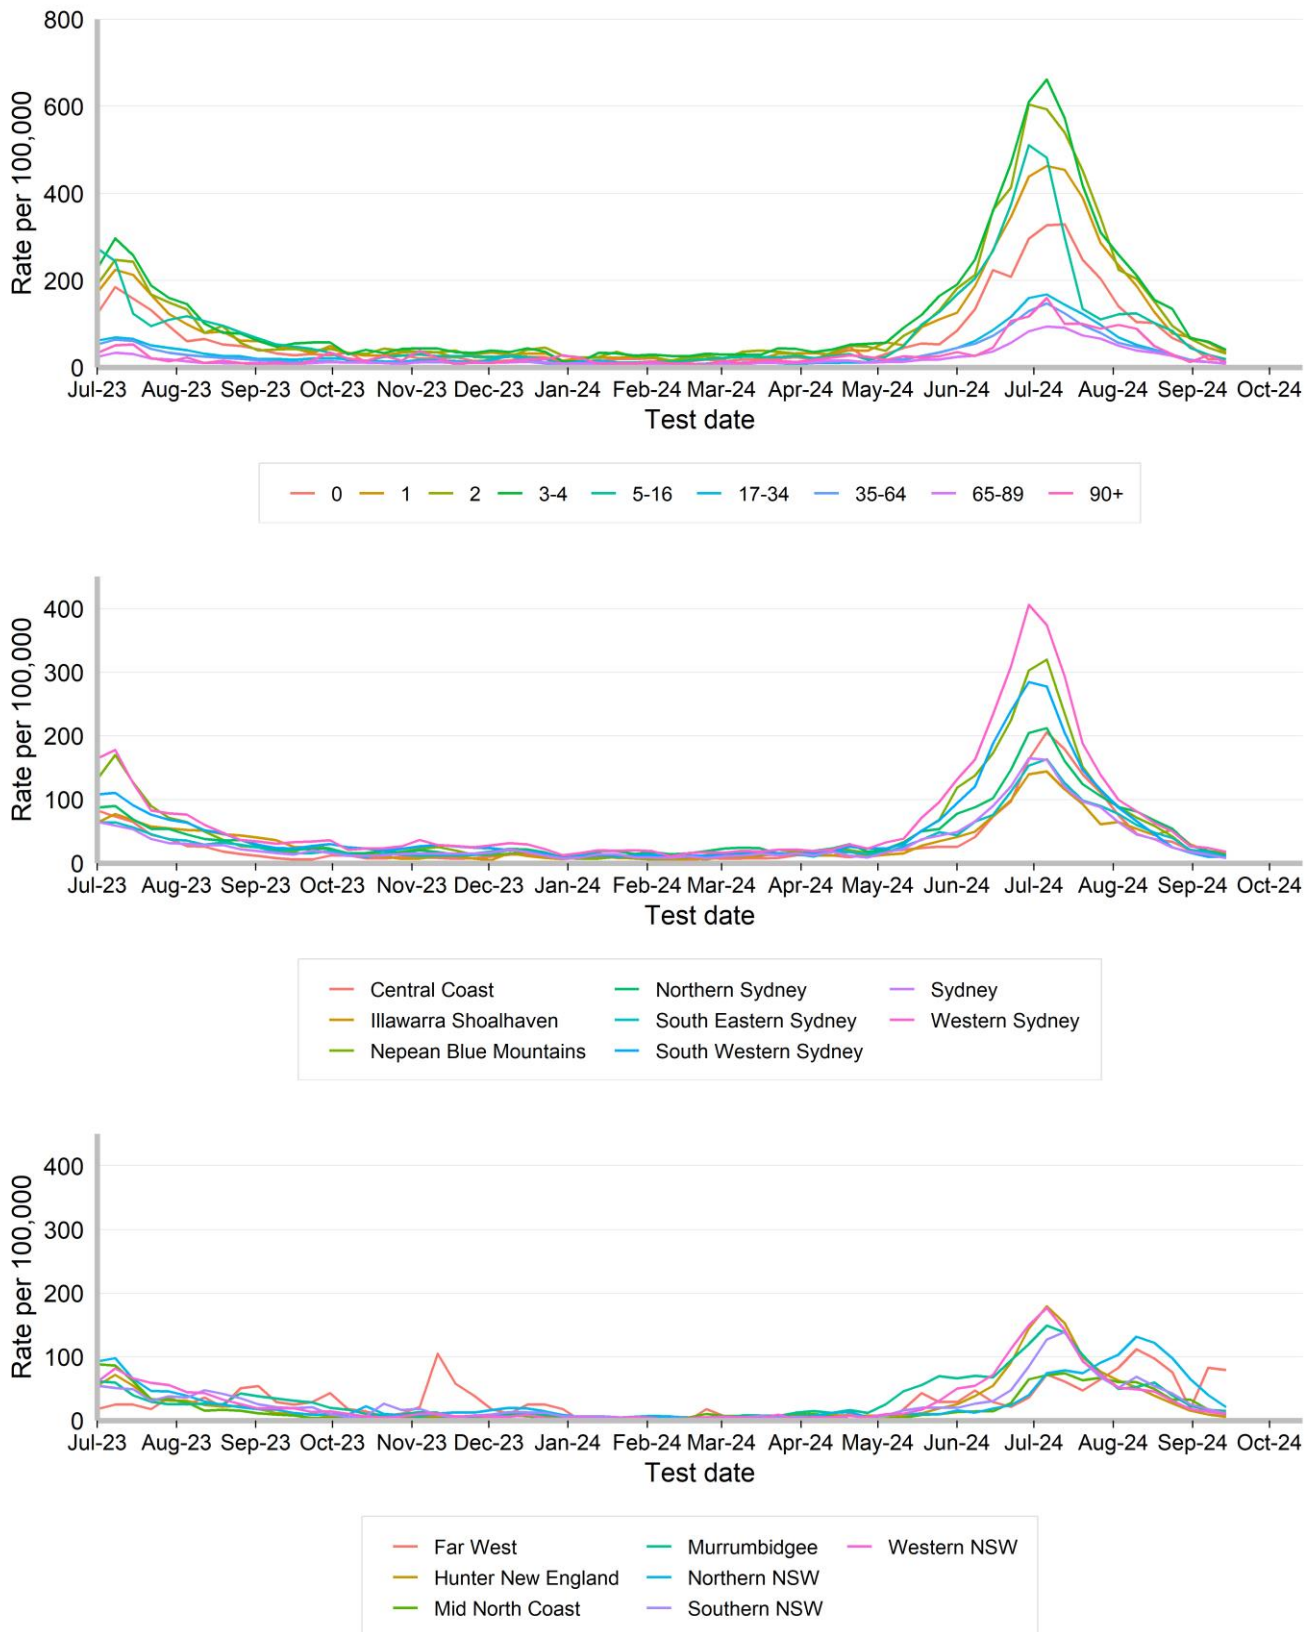 800
600
400
200
0
Rate per 100,000
Jul-23 Aug-23 Sep-23 Oct-23 Nov-23 Dec-23 Jan-24 Feb-24 Mar-24 Apr-24 May-24 Jun-24 Jul-24 Aug-24 Sep-24 Oct-24
Test date
0 1 2 3-4 5-16 17-34 35-64 65-89 90+
400
300
200
100
0
Rate per 100,000
Jul-23 Aug-23 Sep-23 Oct-23 Nov-23 Dec-23 Jan-24 Feb-24 Mar-24 Apr-24 May-24 Jun-24 Jul-24 Aug-24 Sep-24 Oct-24
Test date
Central Coast Northern Sydney Sydney
Illawarra Shoalhaven South Eastern Sydney Western Sydney
Nepean Blue Mountains South Western Sydney
400
300
200
100
0
Rate per 100,000
Jul-23 Aug-23 Sep-23 Oct-23 Nov-23 Dec-23 Jan-24 Feb-24 Mar-24 Apr-24 May-24 Jun-24 Jul-24 Aug-24 Sep-24 Oct-24
Test date
Far West Murrumbidgee Western NSW
Hunter New England Northern NSW
Mid North Coast Southern NSW